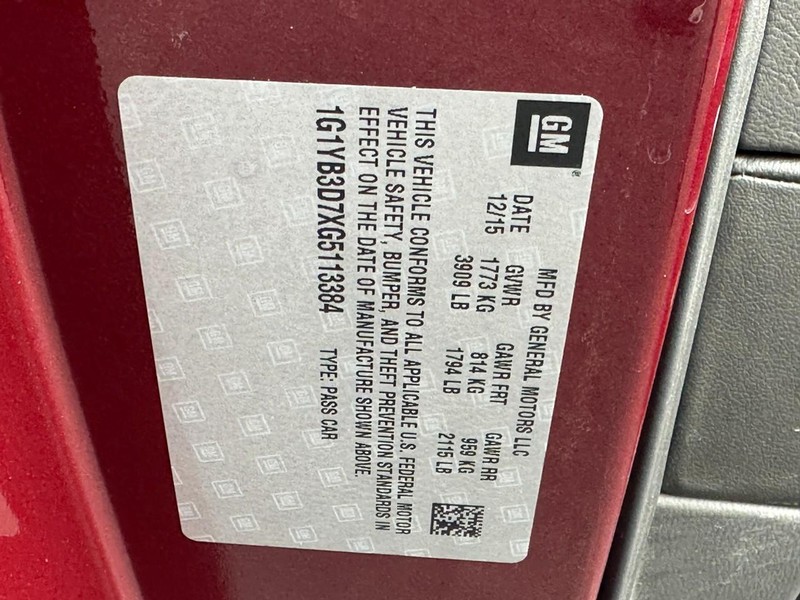 GM
MFD BY GENERAL MOTORS LLC
DATE GVWR GAWR FRT GAWR RR
12/15 1773 KG 814 KG 959 KG
3909 LB 1794 LB 2115 LB
THIS VEHICLE CONFORMS TO ALL APPLICABLE U.S. FEDERAL MOTOR
VEHICLE SAFETY, BUMPER, AND THEFT PREVENTION STANDARDS IN
EFFECT ON THE DATE OF MANUFACTURE SHOWN ABOVE.
1G1YB3D7XG5113384 TYPE: PASS CAR